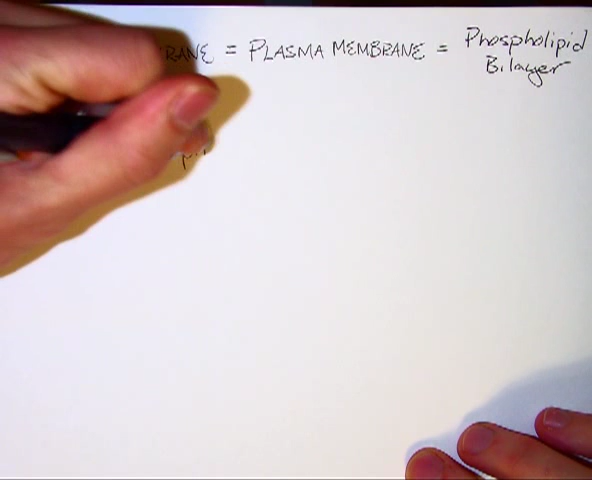 RANE = PLASMA MEMBRANE = Phospholipid
Bilayer